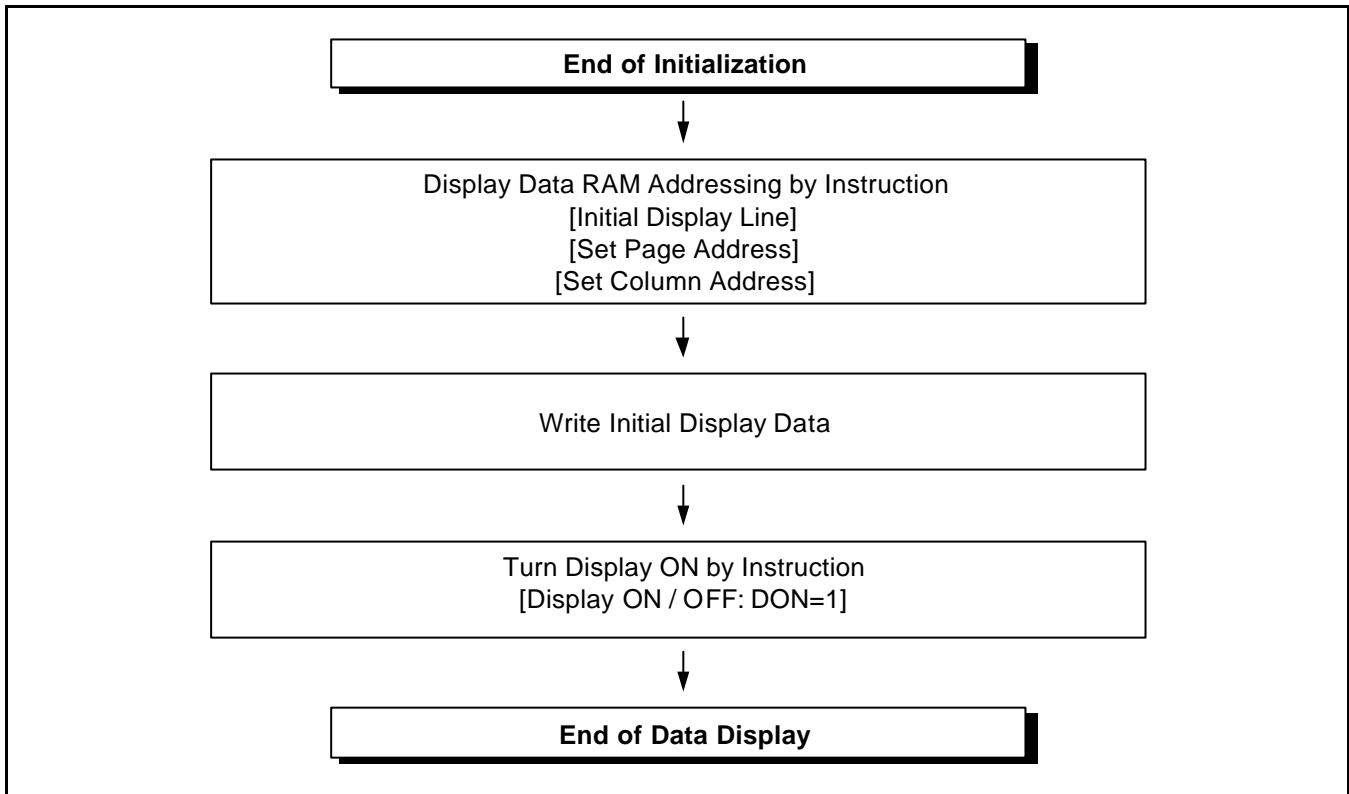 End of Initialization
Display Data RAM Addressing by Instruction
[Initial Display Line]
[Set Page Address]
[Set Column Address]
Write Initial Display Data
Turn Display ON by Instruction
[Display ON / OFF: DON=1]
End of Data Display